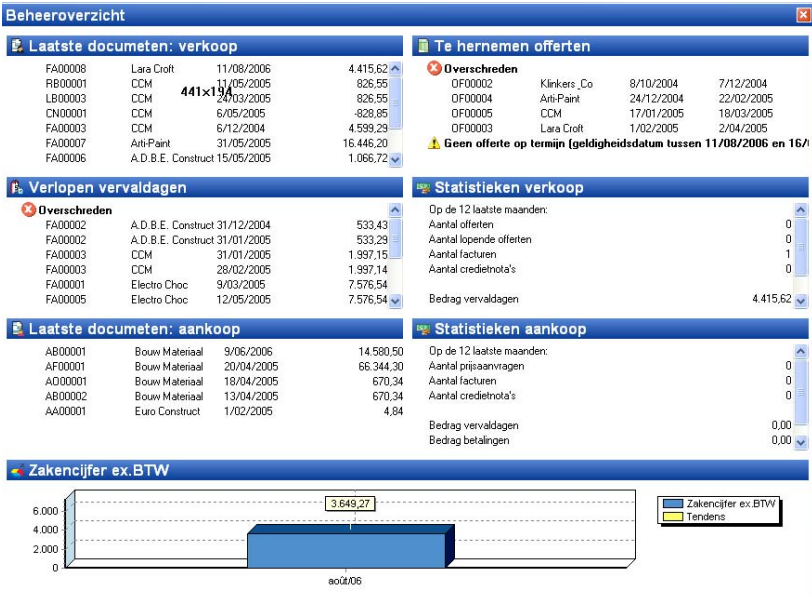 Beheeroverzicht
Laatste documeten: verkoop
FA00008 Lara Croft 11/08/2006 4.415,62
RB00001 CCM 11/05/2005 826,55
441×194
LB00003 CCM 24/03/2005 826,55
CN00001 CCM 6/05/2005 -828,85
FA00003 CCM 6/12/2004 4.599,29
FA00007 Arti-Paint 31/05/2005 16.446,20
FA00006 A.D.B.E. Construct 15/05/2005 1.066,72
Te hernemen offerten
Overschreden
OF00002 Klinkers_Co 8/10/2004 7/12/2004
OF00004 Arti-Paint 24/12/2004 22/02/2005
OF00005 CCM 17/01/2005 18/03/2005
OF00003 Lara Croft 1/02/2005 2/04/2005
Geen offerte op termijn (geldigheidsdatum tussen 11/08/2006 en 16/
Verlopen vervaldagen
Overschreden
FA00002 A.D.B.E. Construct 31/12/2004 533,43
FA00002 A.D.B.E. Construct 31/01/2005 533,29
FA00003 CCM 31/01/2005 1.997,15
FA00003 CCM 28/02/2005 1.997,14
FA00001 Electro Choc 9/03/2005 7.576,54
FA00005 Electro Choc 12/05/2005 7.576,54
Statistieken verkoop
Op de 12 laatste maanden:
Aantal offerten 0
Aantal lopende offerten 0
Aantal facturen 1
Aantal credietnota's 0
Bedrag vervaldagen 4.415,62
Laatste documeten: aankoop
AB00001 Bouw Materiaal 9/06/2006 14.580,50
AF00001 Bouw Materiaal 20/04/2005 66.344,30
AO00001 Bouw Materiaal 18/04/2005 670,34
AB00002 Bouw Materiaal 13/04/2005 670,34
AA00001 Euro Construct 1/02/2005 4,84
Statistieken aankoop
Op de 12 laatste maanden:
Aantal prijsaanvragen 0
Aantal facturen 0
Aantal credietnota's 0
Bedrag vervaldagen 0,00
Bedrag betalingen 0,00
Zakencijfer ex.BTW
3.649,27
6.000
4.000
2.000
0
août/06
Zakencijfer ex.BTW
Tendens